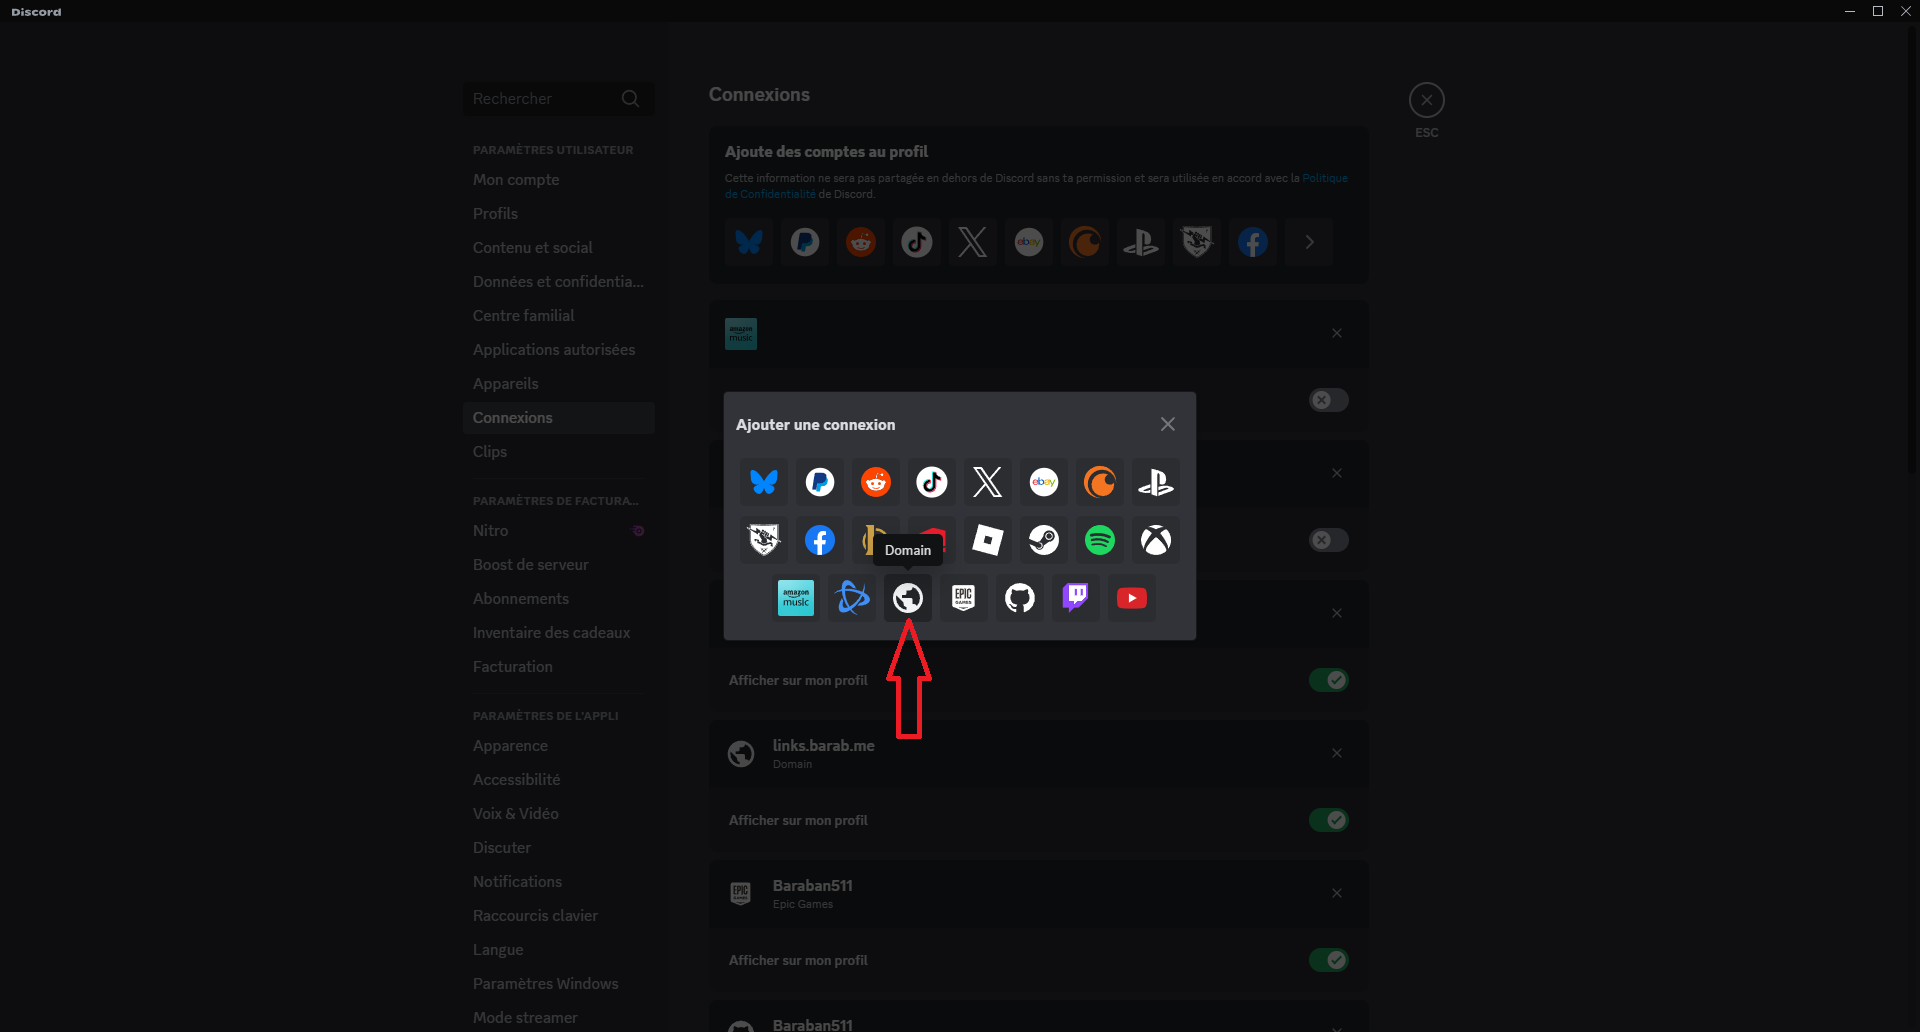 Discord
Rechercher
PARAMÈTRES UTILISATEUR
Mon compte
Profils
Contenu et social
Données et confidentia...
Centre familial
Applications autorisées
Appareils
Connexions
Clips
PARAMÈTRES DE FACTURA...
Nitro
Boost de serveur
Abonnements
Inventaire des cadeaux
Facturation
PARAMÈTRES DE L'APPLI
Apparence
Accessibilité
Voix & Vidéo
Discuter
Notifications
Raccourcis clavier
Langue
Paramètres Windows
Mode streamer
Connexions
ESC
Ajoute des comptes au profil
Cette information ne sera pas partagée en dehors de Discord sans ta permission et sera utilisée en accord avec la Politique
de Confidentialité de Discord.
ebay
amazon
music
Ajouter une connexion
ebay
Domain
amazon
music
EPIC
GAMES
Afficher sur mon profil
links.barab.me
Domain
Afficher sur mon profil
EPIC
GAMES
Baraban511
Epic Games
Afficher sur mon profil
Baraban511